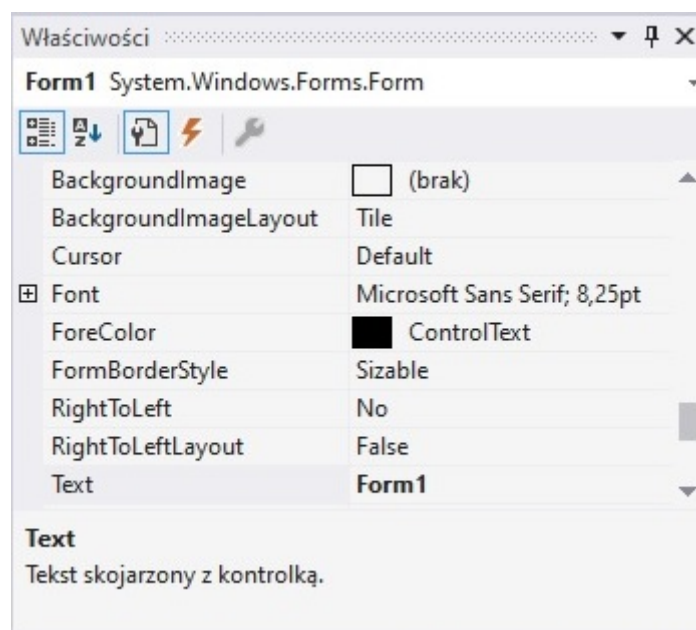 Właściwości
Form1 System.Windows.Forms.Form
BackgroundImage (brak)
BackgroundImageLayout Tile
Cursor Default
Font Microsoft Sans Serif; 8,25pt
ForeColor ControlText
FormBorderStyle Sizable
RightToLeft No
RightToLeftLayout False
Text Form1
Text
Tekst skojarzony z kontrolką.